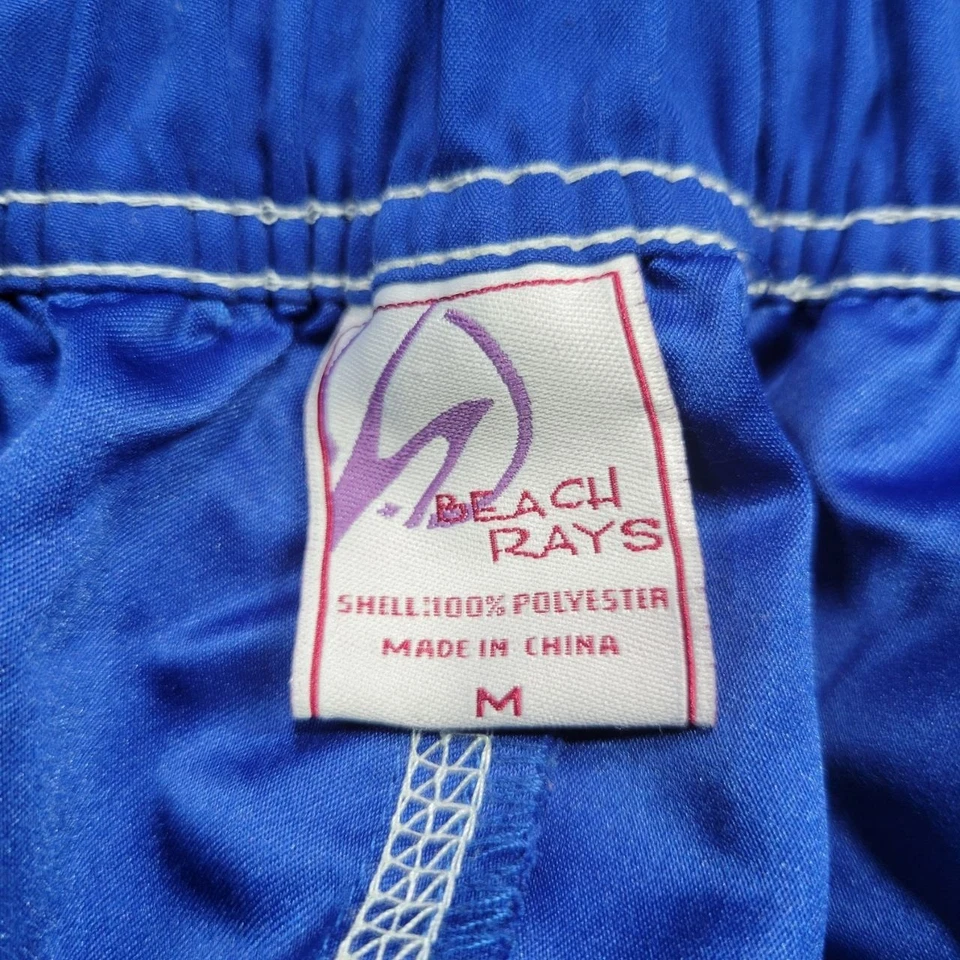 BEACH
RAYS
SHELL:100% POLYESTER
MADE IN CHINA
M